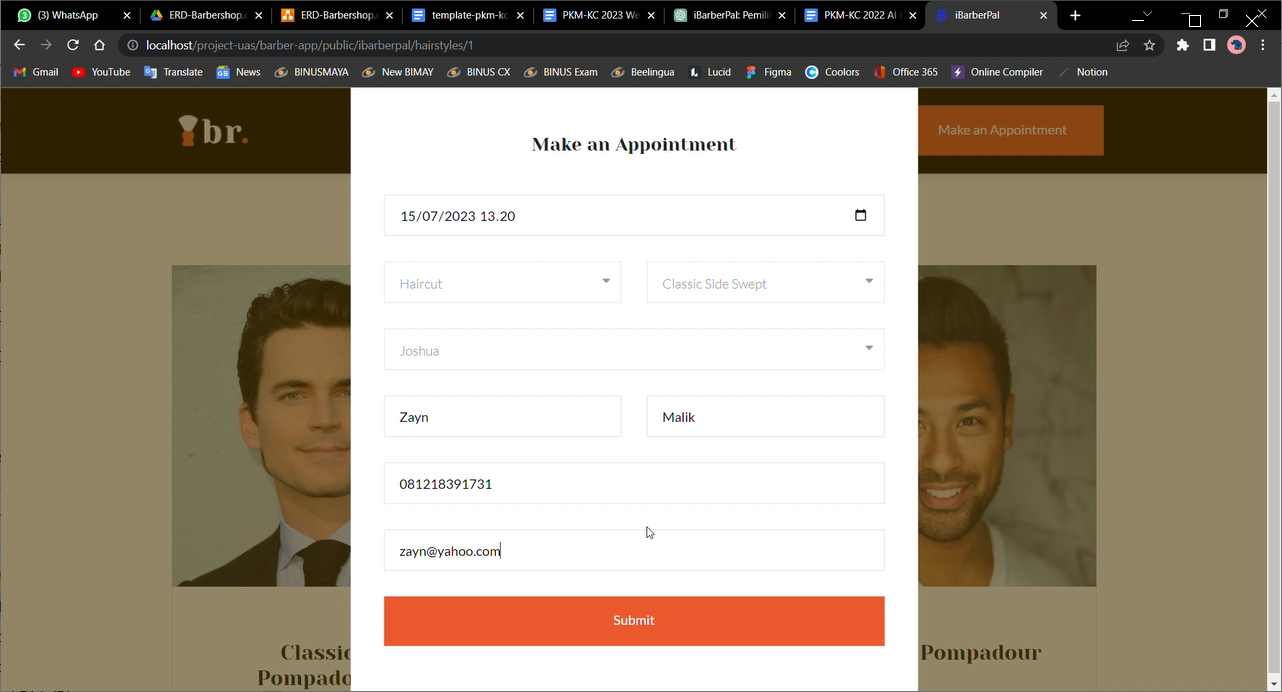 (3) WhatsApp
ERD-Barbershop.
ERD-Barbershop.
template-pkm-kc
PKM-KC 2023 We
iBarberPal: Pemili
PKM-KC 2022 AI
iBarberPal
localhost/project-uas/barber-app/public/ibarberpal/hairstyles/1
Gmail
YouTube
Translate
News
BINUSMAYA
New BIMAY
BINUS CX
BINUS Exam
Beelingua
Lucid
Figma
Coolors
Office 365
Online Compiler
Notion
br.
Make an Appointment
Make an Appointment
15/07/2023 13.20
Haircut
Classic Side Swept
Joshua
Zayn
Malik
081218391731
zayn@yahoo.com
Submit
Classic
Pompado
Pompadour